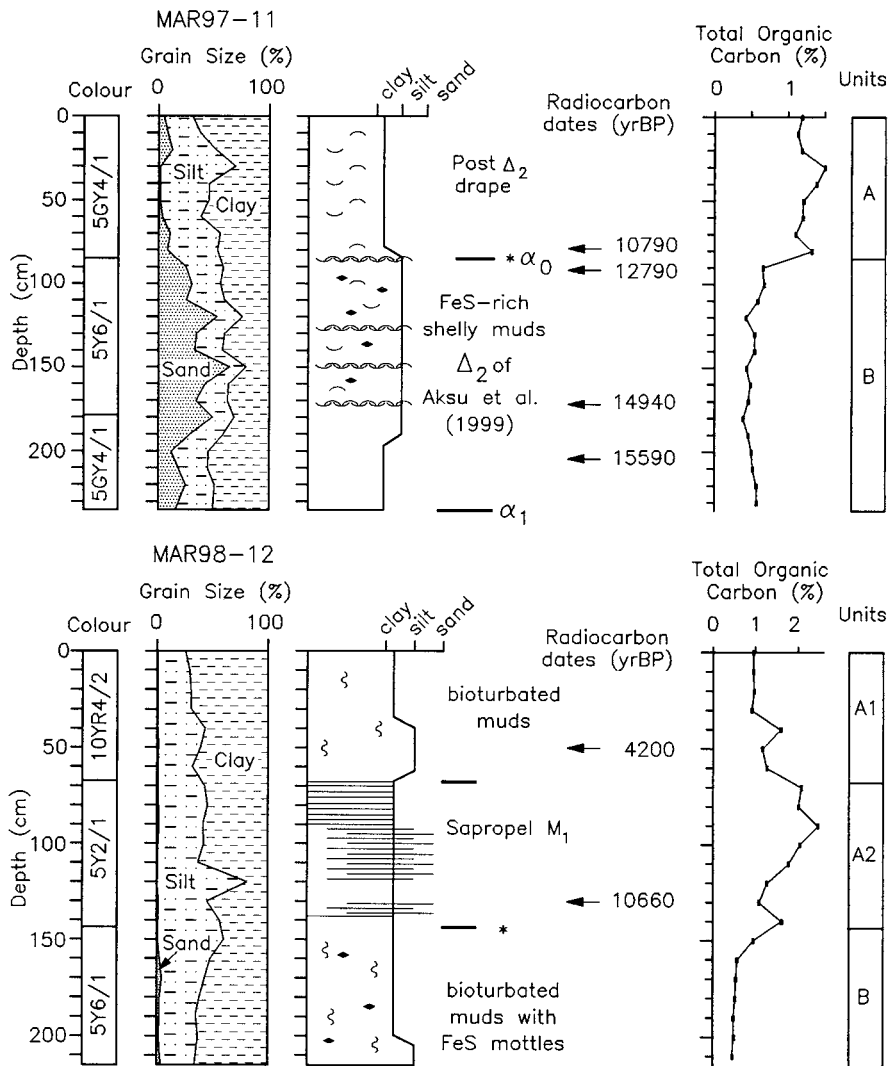 MAR97-11
Grain Size (%)
Colour
0 100
clay
silt
sand
Radiocarbon
dates (yrBP)
Total Organic
Carbon (%)
0 1
Units
Depth (cm)
0
50
100
150
200
5GY4/1
5Y6/1
5GY4/1
Silt
Clay
Sand
Post Δ2
drape
* α0
FeS-rich
shelly muds
Δ2 of
Aksu et al.
(1999)
α1
10790
12790
14940
15590
A
B
MAR98-12
Grain Size (%)
Colour
0 100
clay
silt
sand
Radiocarbon
dates (yrBP)
Total Organic
Carbon (%)
0 1 2
Units
Depth (cm)
0
50
100
150
200
10YR4/2
5Y2/1
5Y6/1
Clay
Silt
Sand
bioturbated
muds
Sapropel M1
*
bioturbated
muds with
FeS mottles
4200
10660
A1
A2
B